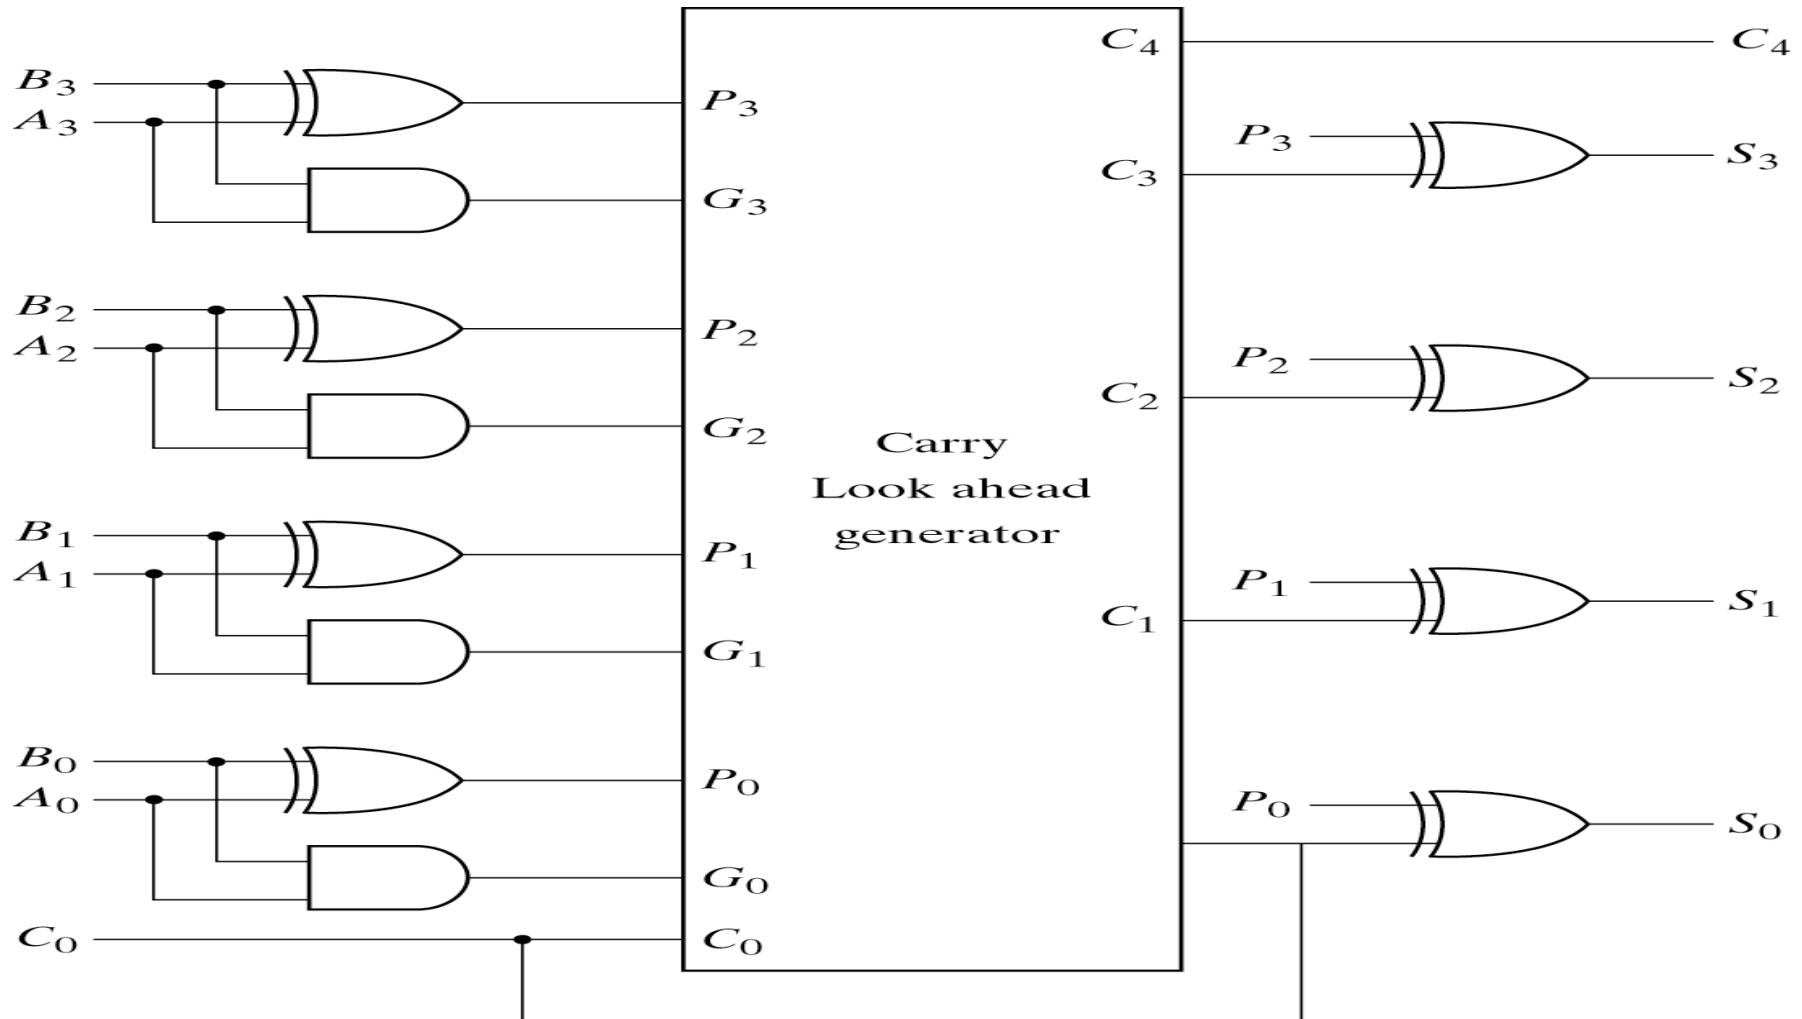 C4 C4
B3
P3
A3
P3 S3
C3
G3
B2
P2
A2
P2 S2
C2
G2
Carry
Look ahead
generator
B1
P1
A1
P1 S1
C1
G1
B0
P0
A0
P0 S0
G0
C0 C0